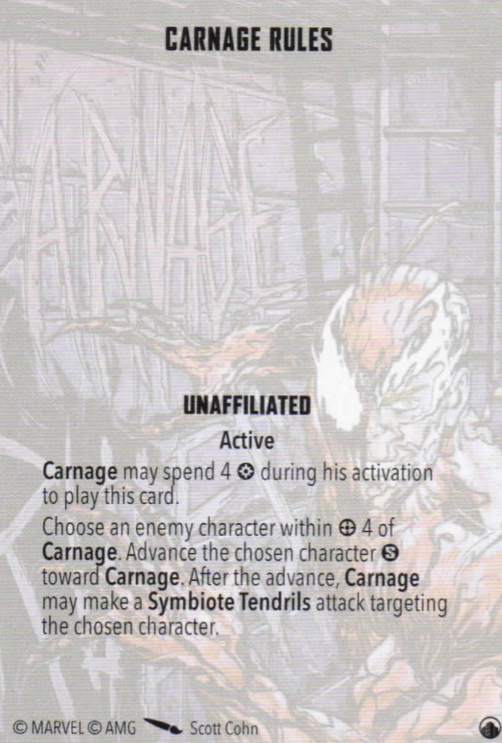 CARNAGE RULES
CARNAGE
UNAFFILIATED
Active
Carnage may spend 4 during his activation
to play this card.
Choose an enemy character within 4 of
Carnage. Advance the chosen character S
toward Carnage. After the advance, Carnage
may make a Symbiote Tendrils attack targeting
the chosen character.
© MARVEL © AMG Scott Cohn